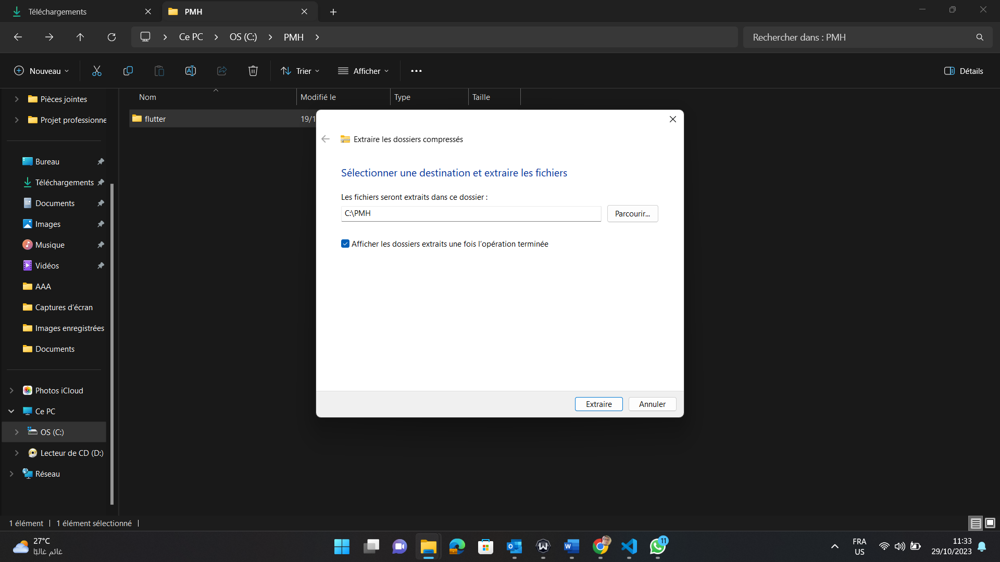 Téléchargements
PMH
Ce PC
OS (C:)
PMH
Rechercher dans : PMH
Nouveau
Trier
Afficher
Détails
Pièces jointes
Projet professionne
Nom
Modifié le
Type
Taille
flutter
19/1
Bureau
Téléchargements
Documents
Images
Musique
Vidéos
AAA
Captures d'écran
Images enregistrées
Documents
Photos iCloud
Ce PC
OS (C:)
Lecteur de CD (D:)
Réseau
Extraire les dossiers compressés
Sélectionner une destination et extraire les fichiers
Les fichiers seront extraits dans ce dossier :
C:\PMH
Parcourir...
Afficher les dossiers extraits une fois l'opération terminée
Extraire
Annuler
1 élément
1 élément sélectionné
27°C
غائم غالبًا
11
FRA
US
11:33
29/10/2023